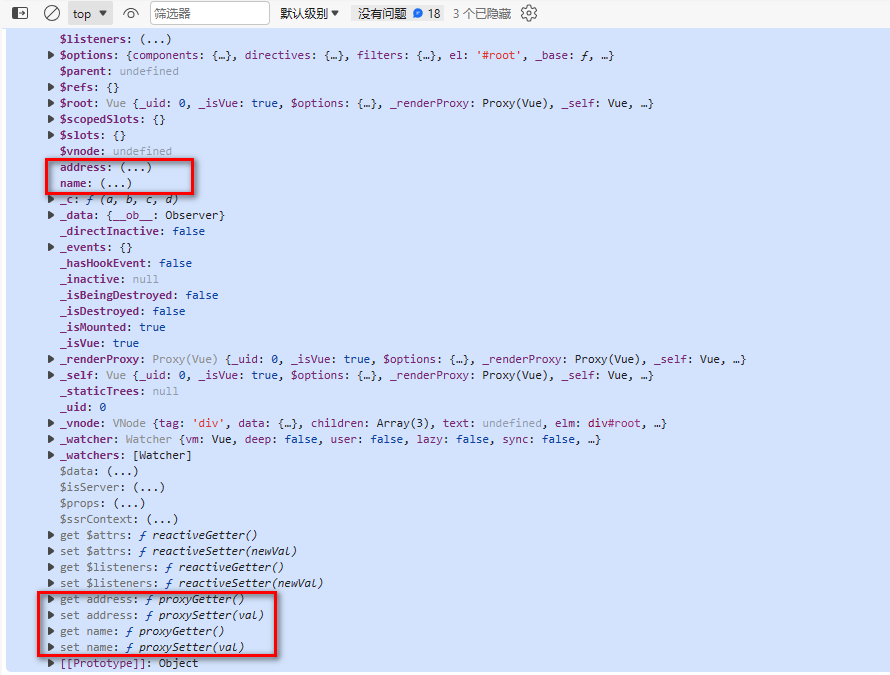 top ▼ 筛选器 默认级别 ▼ 没有问题 18 3 个已隐藏
$listeners: (...)
$options: {components: {…}, directives: {…}, filters: {…}, el: '#root', _base: ƒ, …}
$parent: undefined
$refs: {}
$root: Vue {_uid: 0, _isVue: true, $options: {…}, _renderProxy: Proxy(Vue), _self: Vue, …}
$scopedSlots: {}
$slots: {}
$vnode: undefined
address: (...)
name: (...)
_c: ƒ (a, b, c, d)
_data: {__ob__: Observer}
_directInactive: false
_events: {}
_hasHookEvent: false
_inactive: null
_isBeingDestroyed: false
_isDestroyed: false
_isMounted: true
_isVue: true
_renderProxy: Proxy(Vue) {_uid: 0, _isVue: true, $options: {…}, _renderProxy: Proxy(Vue), _self: Vue, …}
_self: Vue {_uid: 0, _isVue: true, $options: {…}, _renderProxy: Proxy(Vue), _self: Vue, …}
_staticTrees: null
_uid: 0
_vnode: VNode {tag: 'div', data: {…}, children: Array(3), text: undefined, elm: div#root, …}
_watcher: Watcher {vm: Vue, deep: false, user: false, lazy: false, sync: false, …}
_watchers: [Watcher]
$data: (...)
$isServer: (...)
$props: (...)
$ssrContext: (...)
get $attrs: ƒ reactiveGetter()
set $attrs: ƒ reactiveSetter(newVal)
get $listeners: ƒ reactiveGetter()
set $listeners: ƒ reactiveSetter(newVal)
get address: ƒ proxyGetter()
set address: ƒ proxySetter(val)
get name: ƒ proxyGetter()
set name: ƒ proxySetter(val)
[[Prototype]]: Object